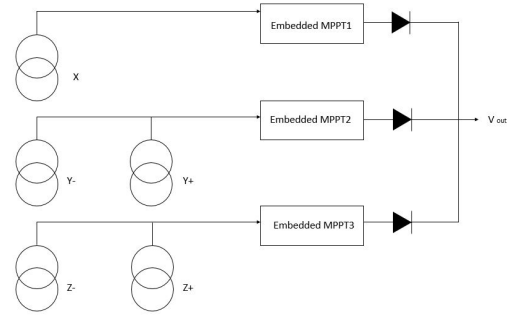 Embedded MPPT1
X
Embedded MPPT2
V out
Y-
Y+
Embedded MPPT3
Z-
Z+